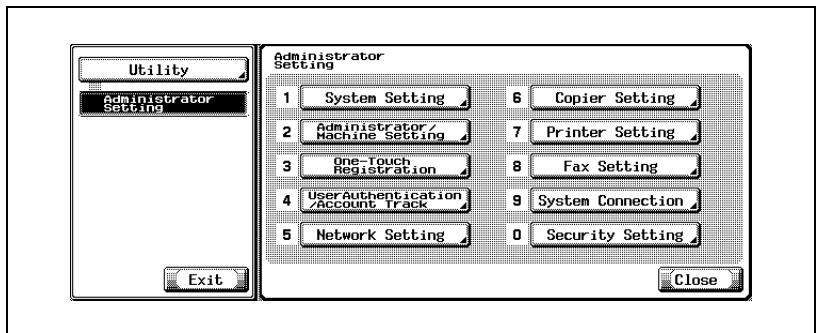 Utility
Administrator
Setting
Exit
Administrator
Setting
1 System Setting
2 Administrator/
Machine Setting
3 One-Touch
Registration
4 UserAuthentication
/Account Track
5 Network Setting
6 Copier Setting
7 Printer Setting
8 Fax Setting
9 System Connection
0 Security Setting
Close